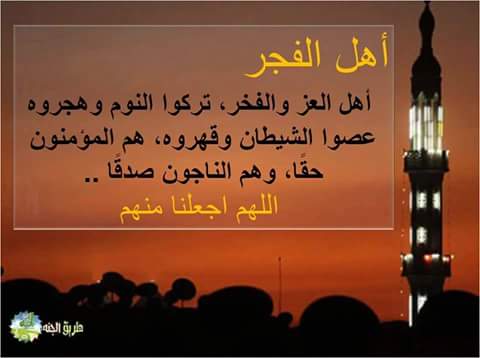 أهل الفجر
أهل العز والفخر، تركوا النوم وهجروه
عصوا الشيطان وقهروه، هم المؤمنون
حقًا، وهم الناجون صدقًا ..
اللهم اجعلنا منهم
طريق الجنه